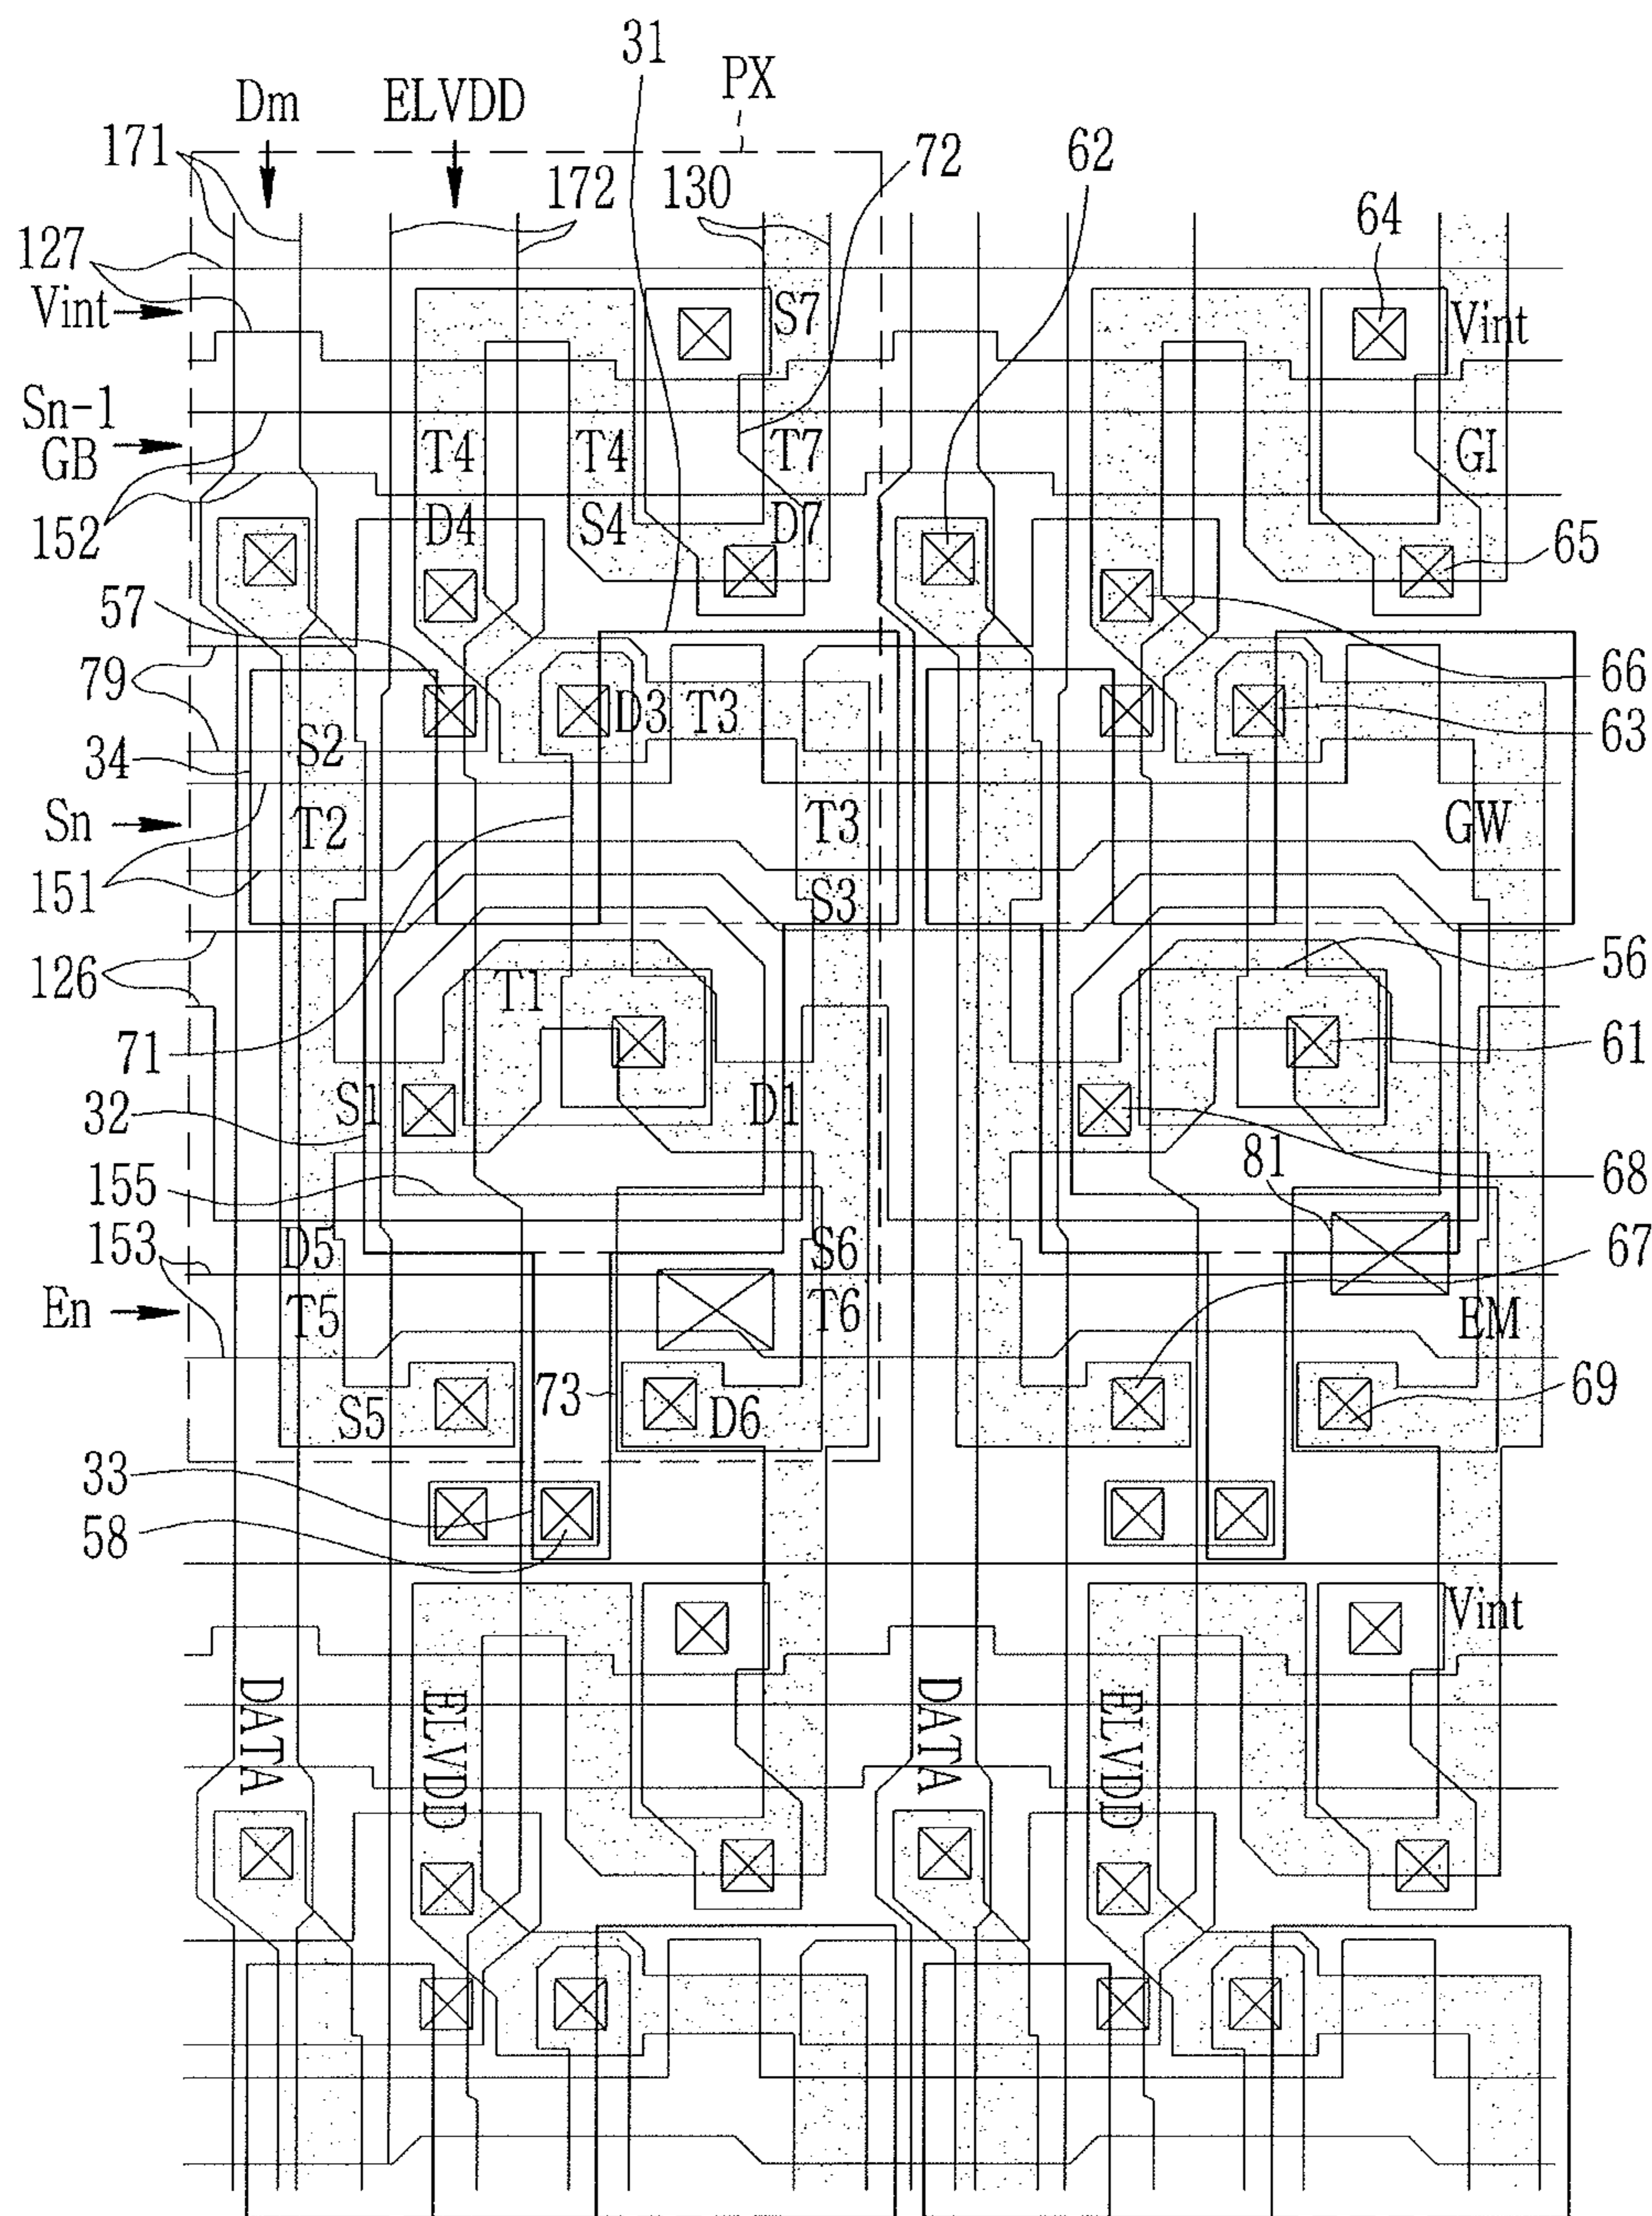 31
Dm
ELVDD
PX
171
172
130
72
62
64
127
Vint
S7
Vint
Sn-1
GB
T4
T4
T7
GI
152
D4
S4
D7
65
57
79
D3
T3
66
63
34
S2
Sn
T2
T3
GW
151
S3
126
T1
56
71
61
S1
D1
32
81
68
155
D5
S6
67
153
En
T5
T6
EM
73
69
S5
D6
33
58
Vint
DATA
ELVDD
DATA
ELVDD